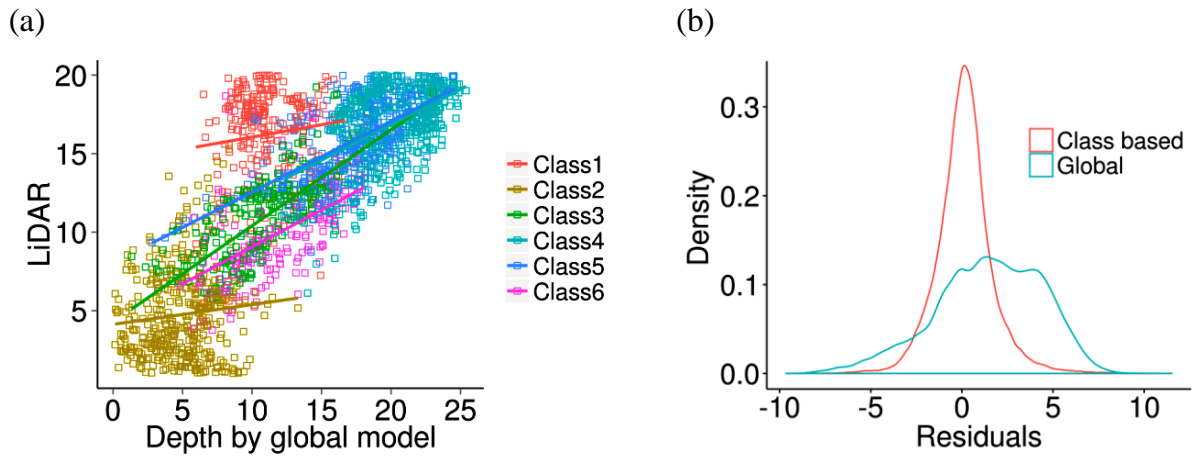 (a)
(b)
LiDAR
20
15
10
5
0
5
10
15
20
25
Depth by global model
Class1
Class2
Class3
Class4
Class5
Class6
Density
0.3
0.2
0.1
0.0
-10
-5
0
5
10
Residuals
Class based
Global